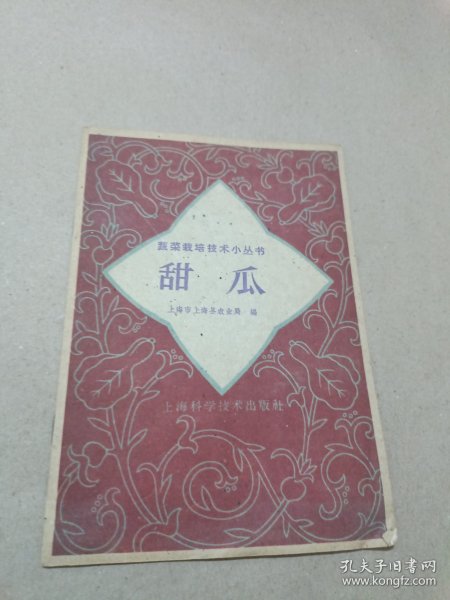 蔬菜栽培技术小丛书
甜瓜
上海市上海县农业局 编
上海科学技术出版社
孔夫子旧书网
www.kongfz.com